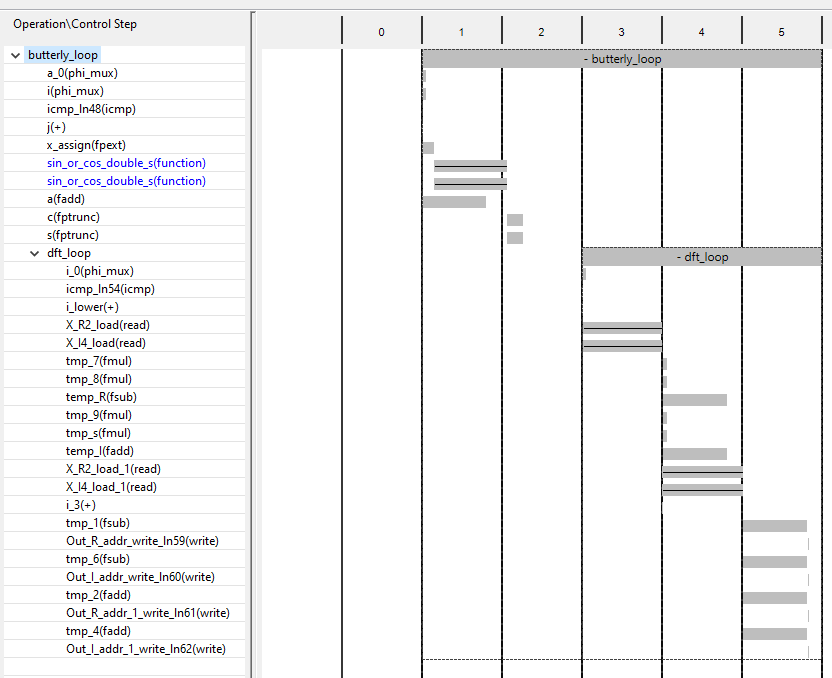 Operation\Control Step
0 1 2 3 4 5
butterly_loop
- butterly_loop
a_0(phi_mux)
i(phi_mux)
icmp_ln48(icmp)
j(+)
x_assign(fpext)
sin_or_cos_double_s(function)
sin_or_cos_double_s(function)
a(fadd)
c(fptrunc)
s(fptrunc)
dft_loop
- dft_loop
i_0(phi_mux)
icmp_ln54(icmp)
i_lower(+)
X_R2_load(read)
X_I4_load(read)
tmp_7(fmul)
tmp_8(fmul)
temp_R(fsub)
tmp_9(fmul)
tmp_s(fmul)
temp_I(fadd)
X_R2_load_1(read)
X_I4_load_1(read)
i_3(+)
tmp_1(fsub)
Out_R_addr_write_ln59(write)
tmp_6(fsub)
Out_I_addr_write_ln60(write)
tmp_2(fadd)
Out_R_addr_1_write_ln61(write)
tmp_4(fadd)
Out_I_addr_1_write_ln62(write)